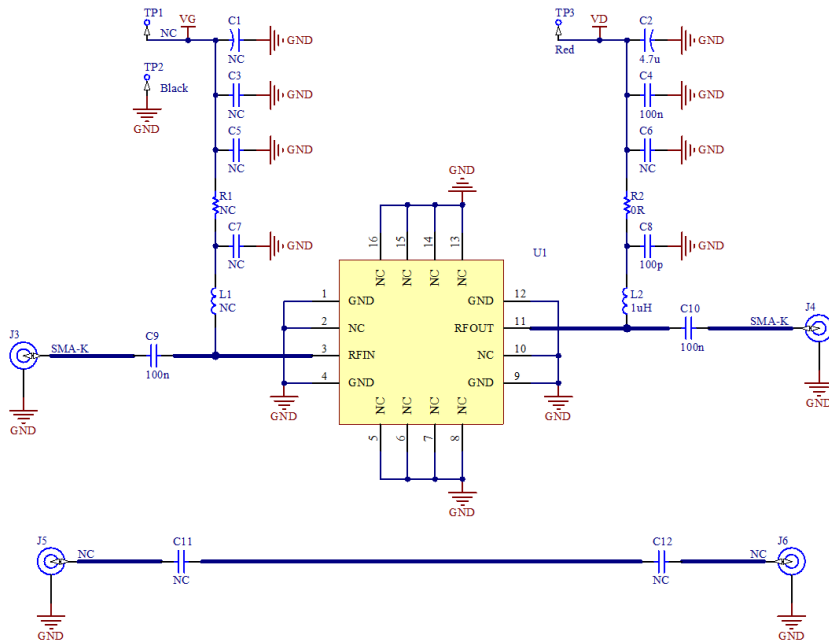 TP1
NC
VG
C1
NC
GND
TP2
Black
GND
C3
NC
GND
C5
NC
GND
R1
NC
C7
NC
GND
L1
NC
TP3
Red
VD
C2
4.7u
GND
C4
100n
GND
C6
NC
GND
R2
0R
C8
100p
GND
L2
1uH
GND
16
15
14
13
NC
NC
NC
NC
U1
1
GND
2
NC
3
RFIN
4
GND
12
GND
11
RFOUT
10
NC
9
GND
NC
NC
NC
NC
5
6
7
8
GND
GND
GND
J3
SMA-K
GND
C9
100n
C10
100n
SMA-K
J4
GND
J5
NC
GND
C11
NC
C12
NC
NC
J6
GND